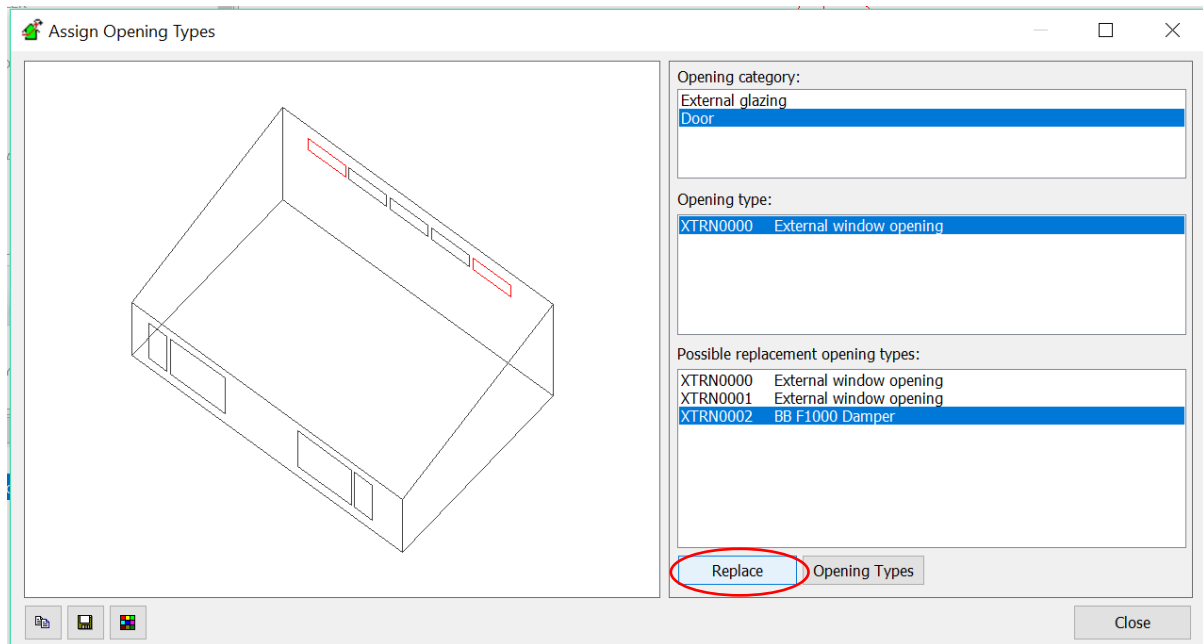 Assign Opening Types
Opening category:
External glazing
Door
Opening type:
XTRN0000 External window opening
Possible replacement opening types:
XTRN0000 External window opening
XTRN0001 External window opening
XTRN0002 BB F1000 Damper
Replace
Opening Types
Close